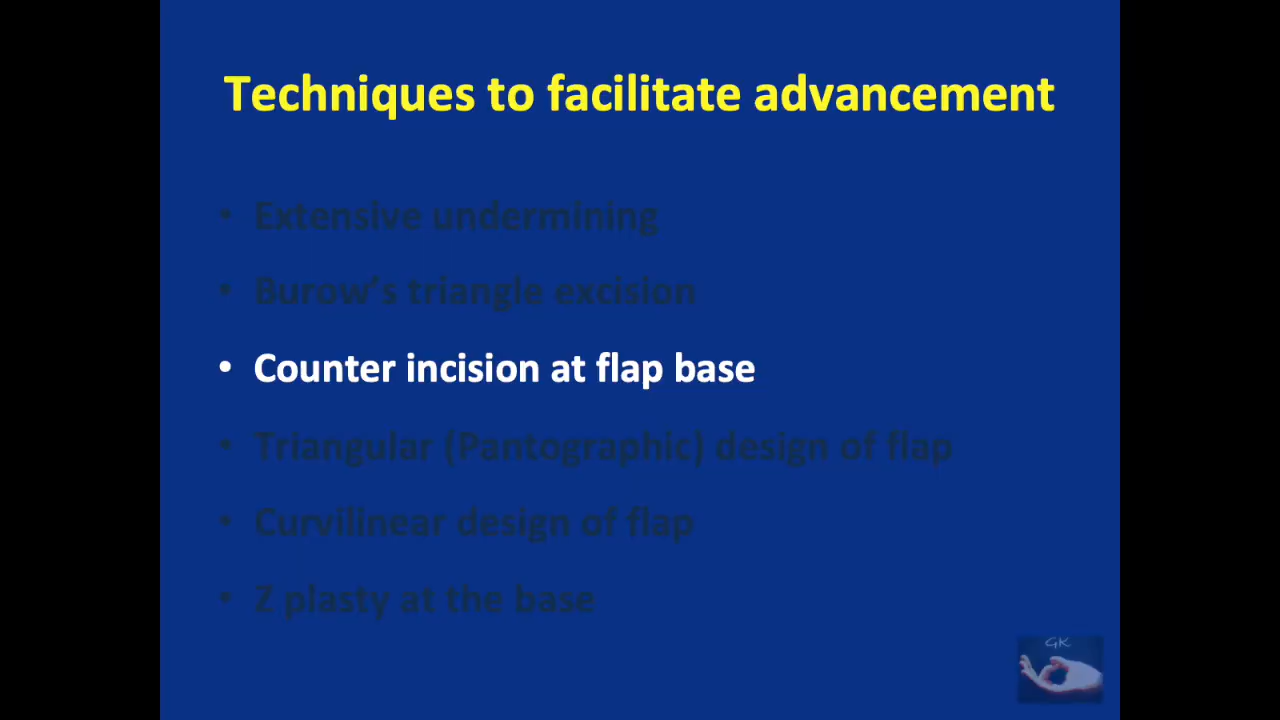 Techniques to facilitate advancement
• Extensive undermining
• Burow's triangle excision
• Counter incision at flap base
• Triangular (Pantographic) design of flap
• Curvilinear design of flap
• Z plasty at the base
GK